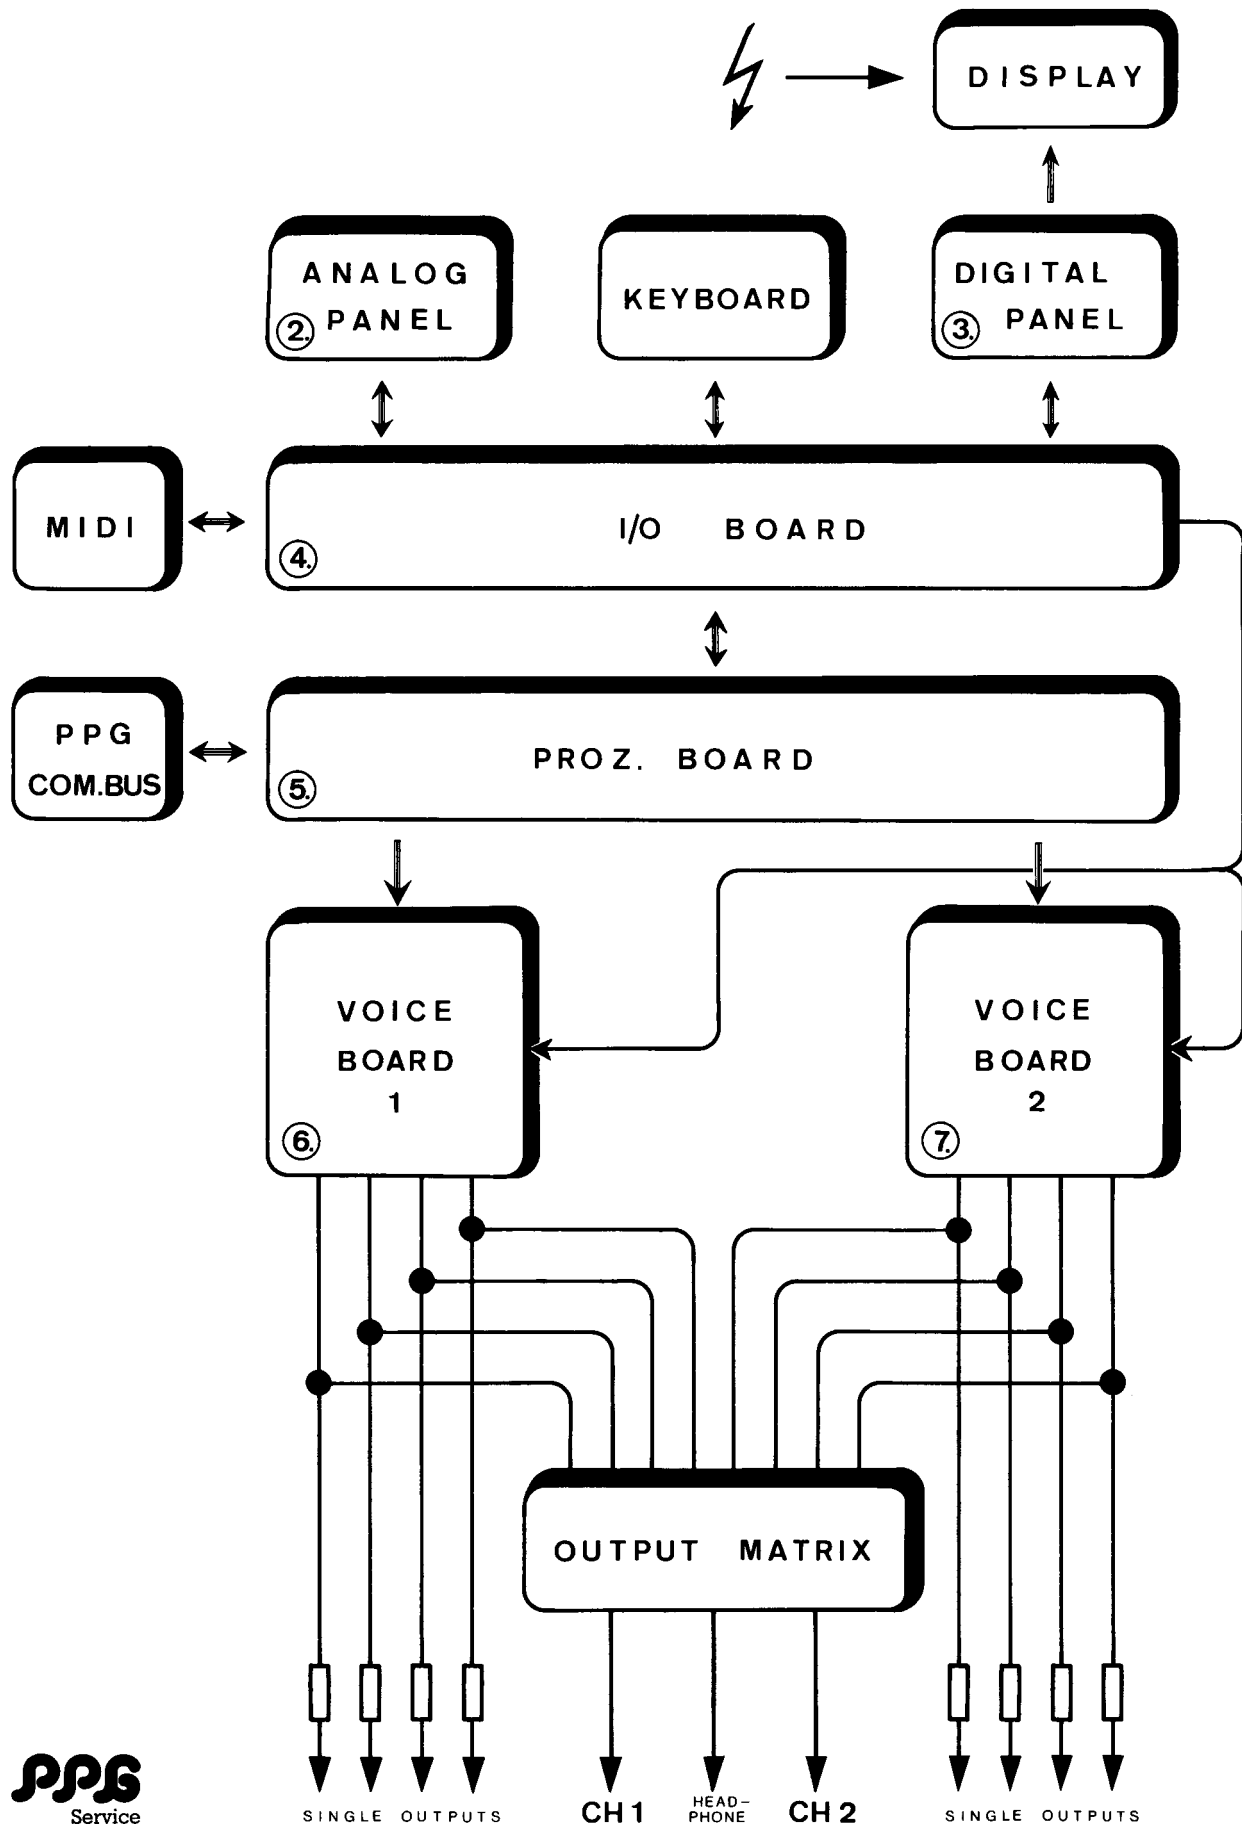 DISPLAY
ANALOG
2. PANEL
KEYBOARD
DIGITAL
3. PANEL
MIDI
I/O BOARD
4.
PPG
COM.BUS
PROZ. BOARD
5.
VOICE
BOARD
1
6.
VOICE
BOARD
2
7.
OUTPUT MATRIX
PPG
Service
SINGLE OUTPUTS
CH 1
HEAD-
PHONE
CH 2
SINGLE OUTPUTS